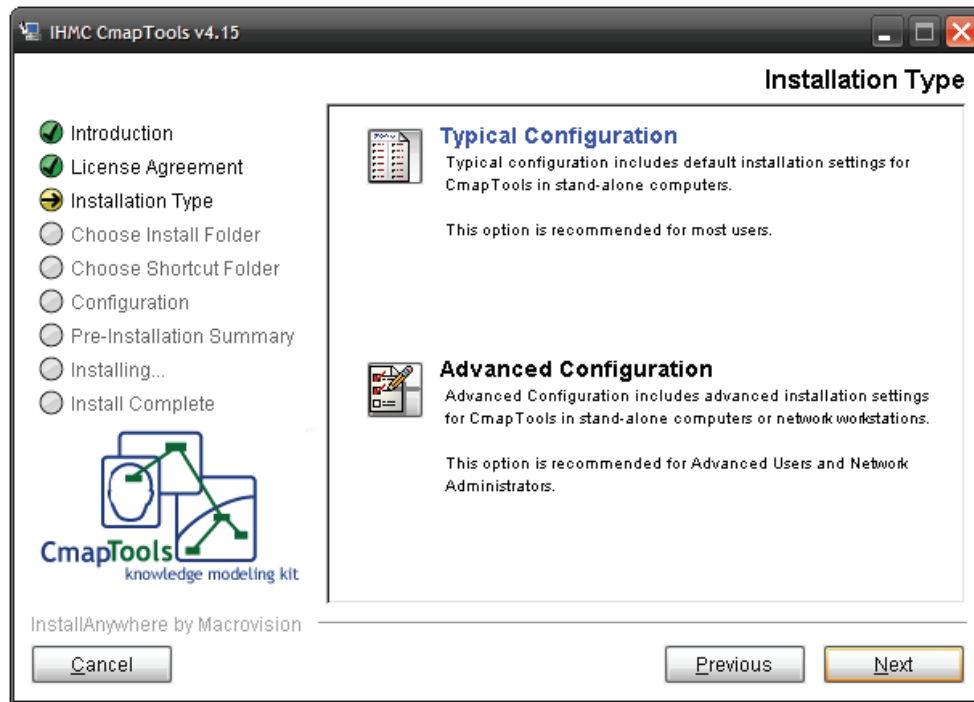 IHMC CmapTools v4.15
Installation Type
Introduction
License Agreement
Installation Type
Choose Install Folder
Choose Shortcut Folder
Configuration
Pre-Installation Summary
Installing...
Install Complete
CmapTools
knowledge modeling kit
Typical Configuration
Typical configuration includes default installation settings for
CmapTools in stand-alone computers.
This option is recommended for most users.
Advanced Configuration
Advanced Configuration includes advanced installation settings
for CmapTools in stand-alone computers or network workstations.
This option is recommended for Advanced Users and Network
Administrators.
InstallAnywhere by Macrovision
Cancel
Previous
Next